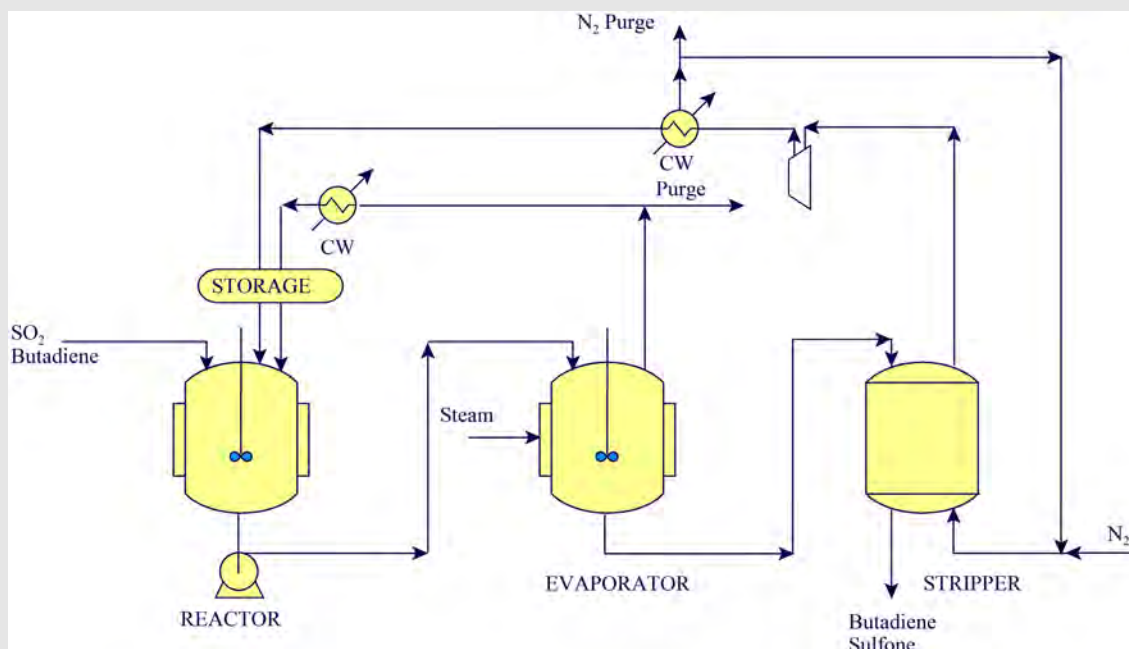 N₂ Purge
CW
Purge
CW
STORAGE
SO₂
Butadiene
Steam
N₂
EVAPORATOR
STRIPPER
REACTOR
Butadiene
Sulfone